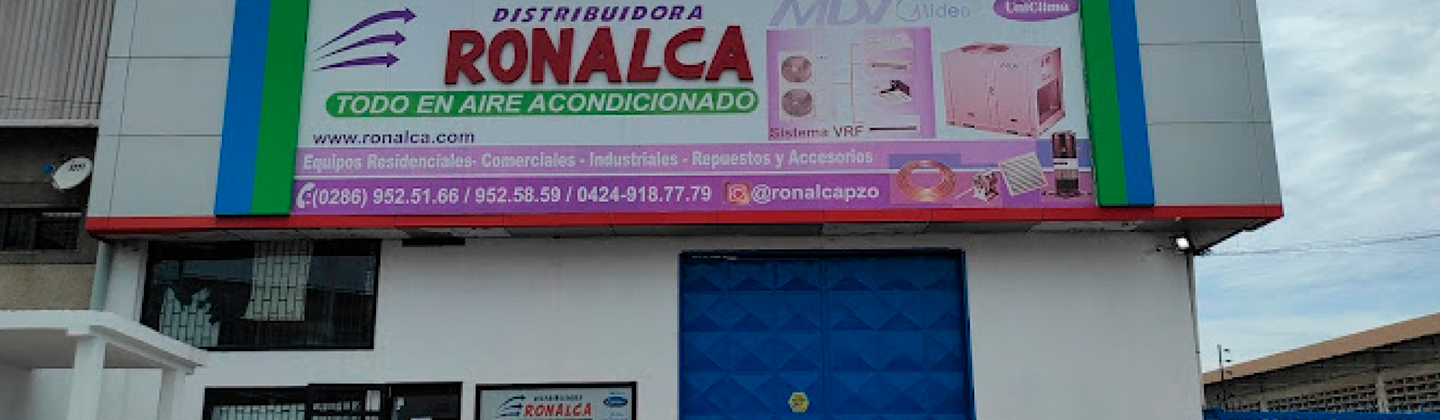 DISTRIBUIDORA
RONALCA
TODO EN AIRE ACONDICIONADO
www.ronalca.com
MDV Midea
UniClima
Sistema VRF
Equipos Residenciales- Comerciales - Industriales - Repuestos y Accesorios
(0286) 952.51.66 / 952.58.59 / 0424-918.77.79 @ronalcapzo
DISTRIBUIDORA
RONALCA